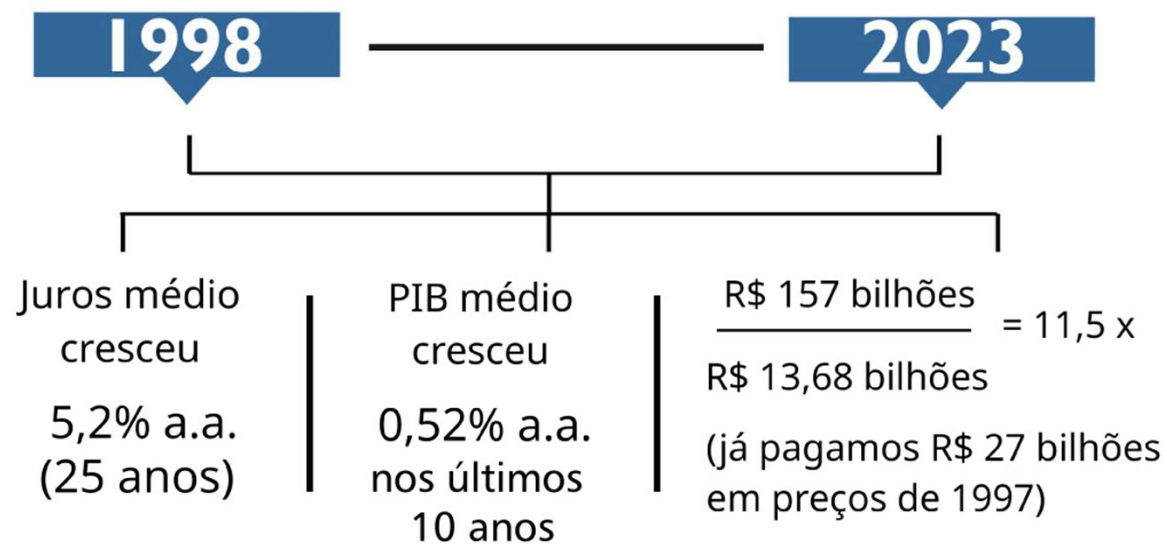 1998
2023
Juros médio
cresceu
5,2% a.a.
(25 anos)
PIB médio
cresceu
0,52% a.a.
nos últimos
10 anos
R$ 157 bilhões
R$ 13,68 bilhões
= 11,5 x
(já pagamos R$ 27 bilhões
em preços de 1997)